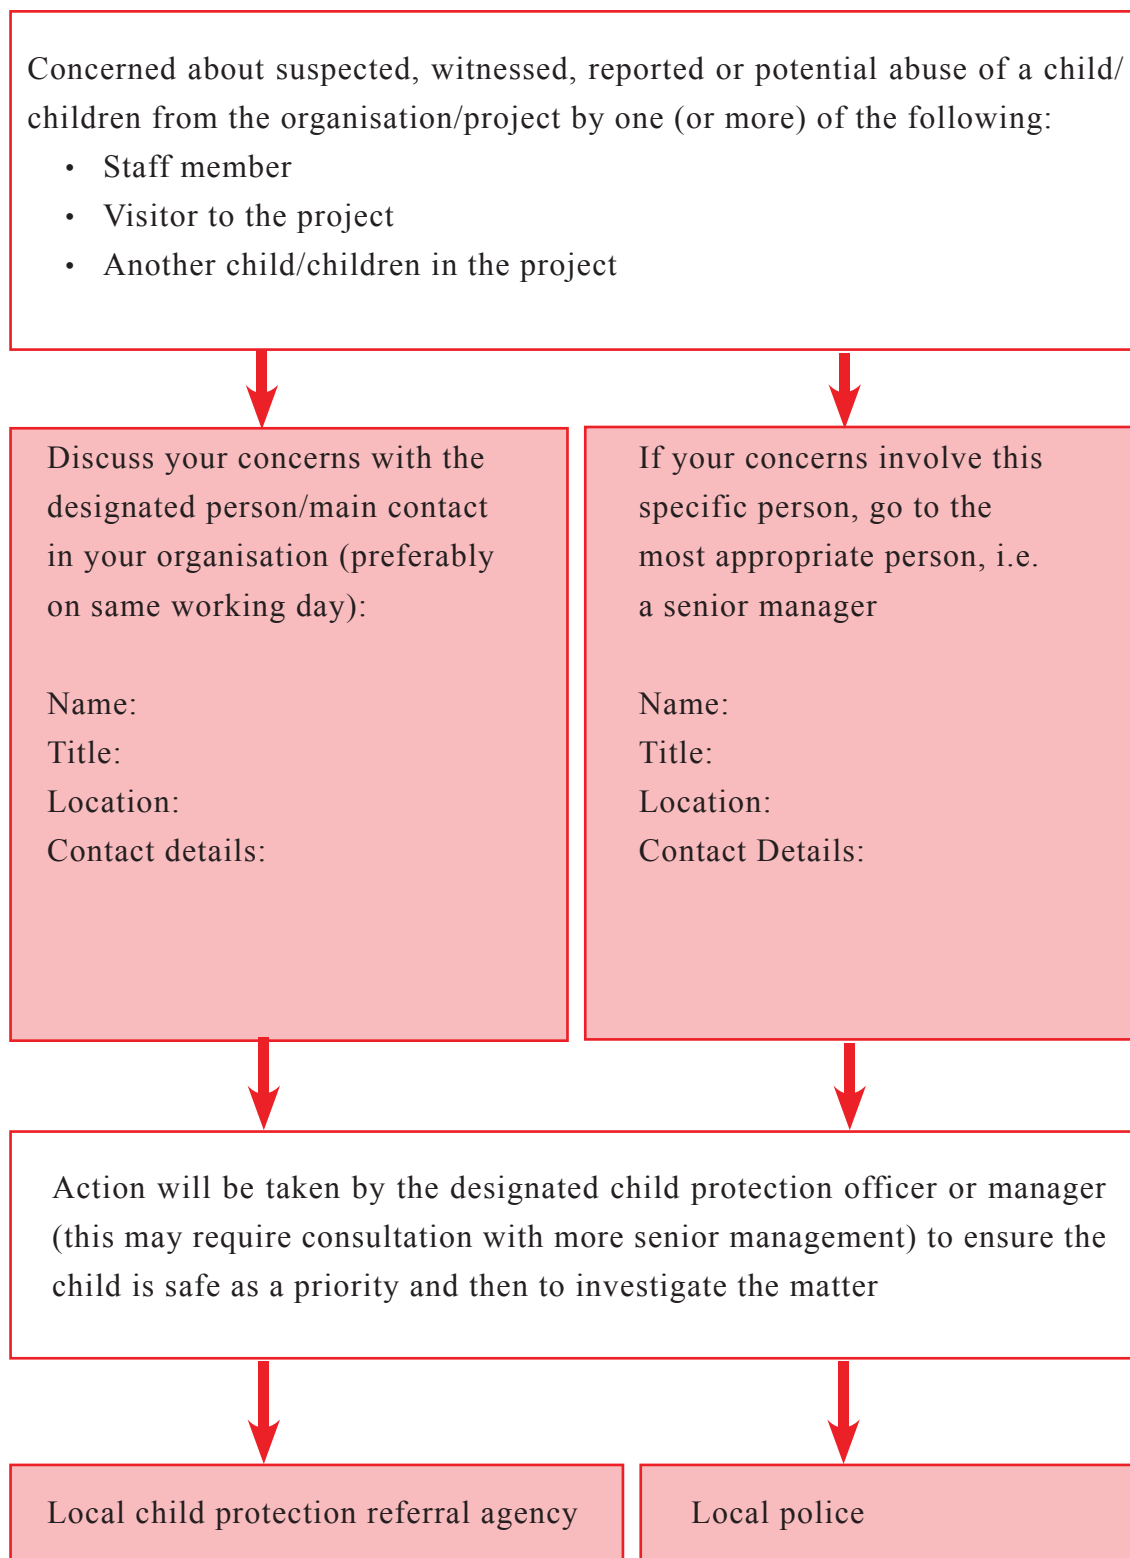 Concerned about suspected, witnessed, reported or potential abuse of a child/
children from the organisation/project by one (or more) of the following:
• Staff member
• Visitor to the project
• Another child/children in the project
Discuss your concerns with the
designated person/main contact
in your organisation (preferably
on same working day):
Name:
Title:
Location:
Contact details:
If your concerns involve this
specific person, go to the
most appropriate person, i.e.
a senior manager
Name:
Title:
Location:
Contact Details:
Action will be taken by the designated child protection officer or manager
(this may require consultation with more senior management) to ensure the
child is safe as a priority and then to investigate the matter
Local child protection referral agency
Local police